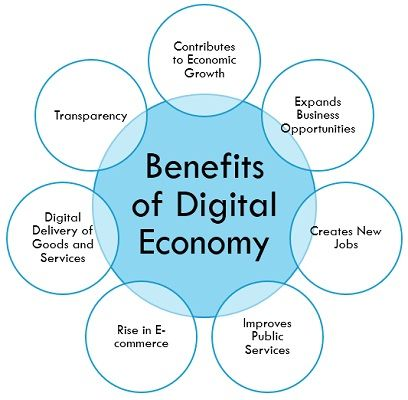 Contributes
to Economic
Growth
Expands
Business
Opportunities
Creates New
Jobs
Improves
Public
Services
Rise in E-
commerce
Digital
Delivery of
Goods and
Services
Transparency
Benefits
of Digital
Economy